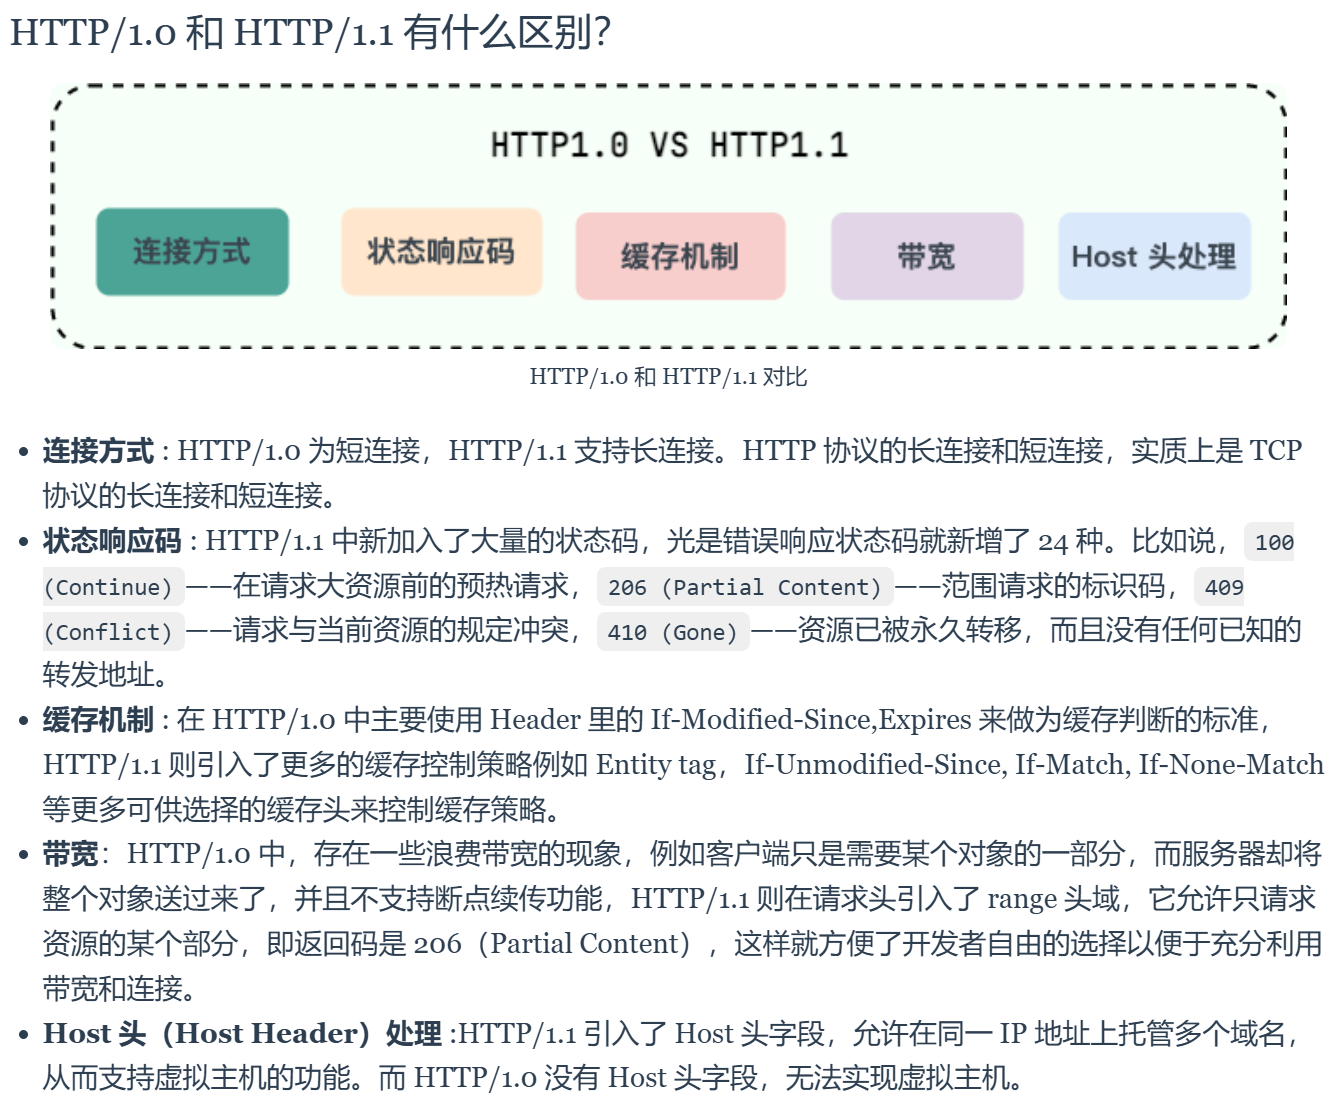 HTTP/1.0 和 HTTP/1.1 有什么区别？
HTTP1.0 VS HTTP1.1
连接方式
状态响应码
缓存机制
带宽
Host 头处理
HTTP/1.0 和 HTTP/1.1 对比
• 连接方式 : HTTP/1.0 为短连接，HTTP/1.1 支持长连接。HTTP 协议的长连接和短连接，实质上是 TCP
协议的长连接和短连接。
• 状态响应码 : HTTP/1.1 中新加入了大量的状态码，光是错误响应状态码就新增了 24 种。比如说，100
(Continue)——在请求大资源前的预热请求，206 (Partial Content)——范围请求的标识码，409
(Conflict)——请求与当前资源的规定冲突，410 (Gone)——资源已被永久转移，而且没有任何已知的
转发地址。
• 缓存机制 : 在 HTTP/1.0 中主要使用 Header 里的 If-Modified-Since,Expires 来做为缓存判断的标准，
HTTP/1.1 则引入了更多的缓存控制策略例如 Entity tag，If-Unmodified-Since, If-Match, If-None-Match
等更多可供选择的缓存头来控制缓存策略。
• 带宽：HTTP/1.0 中，存在一些浪费带宽的现象，例如客户端只是需要某个对象的一部分，而服务器却将
整个对象送过来了，并且不支持断点续传功能，HTTP/1.1 则在请求头引入了 range 头域，它允许只请求
资源的某个部分，即返回码是 206（Partial Content），这样就方便了开发者自由的选择以便于充分利用
带宽和连接。
• Host 头（Host Header）处理 :HTTP/1.1 引入了 Host 头字段，允许在同一 IP 地址上托管多个域名，
从而支持虚拟主机的功能。而 HTTP/1.0 没有 Host 头字段，无法实现虚拟主机。